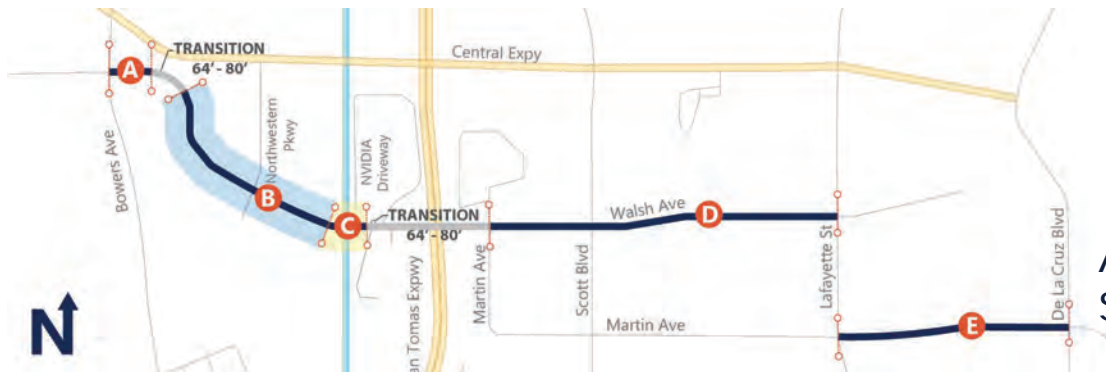 TRANSITION
64' - 80'
Central Expy
A
Bowers Ave
Northwestern
Pkwy
NVIDIA
Driveway
B
C
TRANSITION
64' - 80'
Walsh Ave
D
an Tomas Expwy
Martin Ave
Scott Blvd
Lafayette St
De La Cruz Blvd
Martin Ave
E
N
A
S